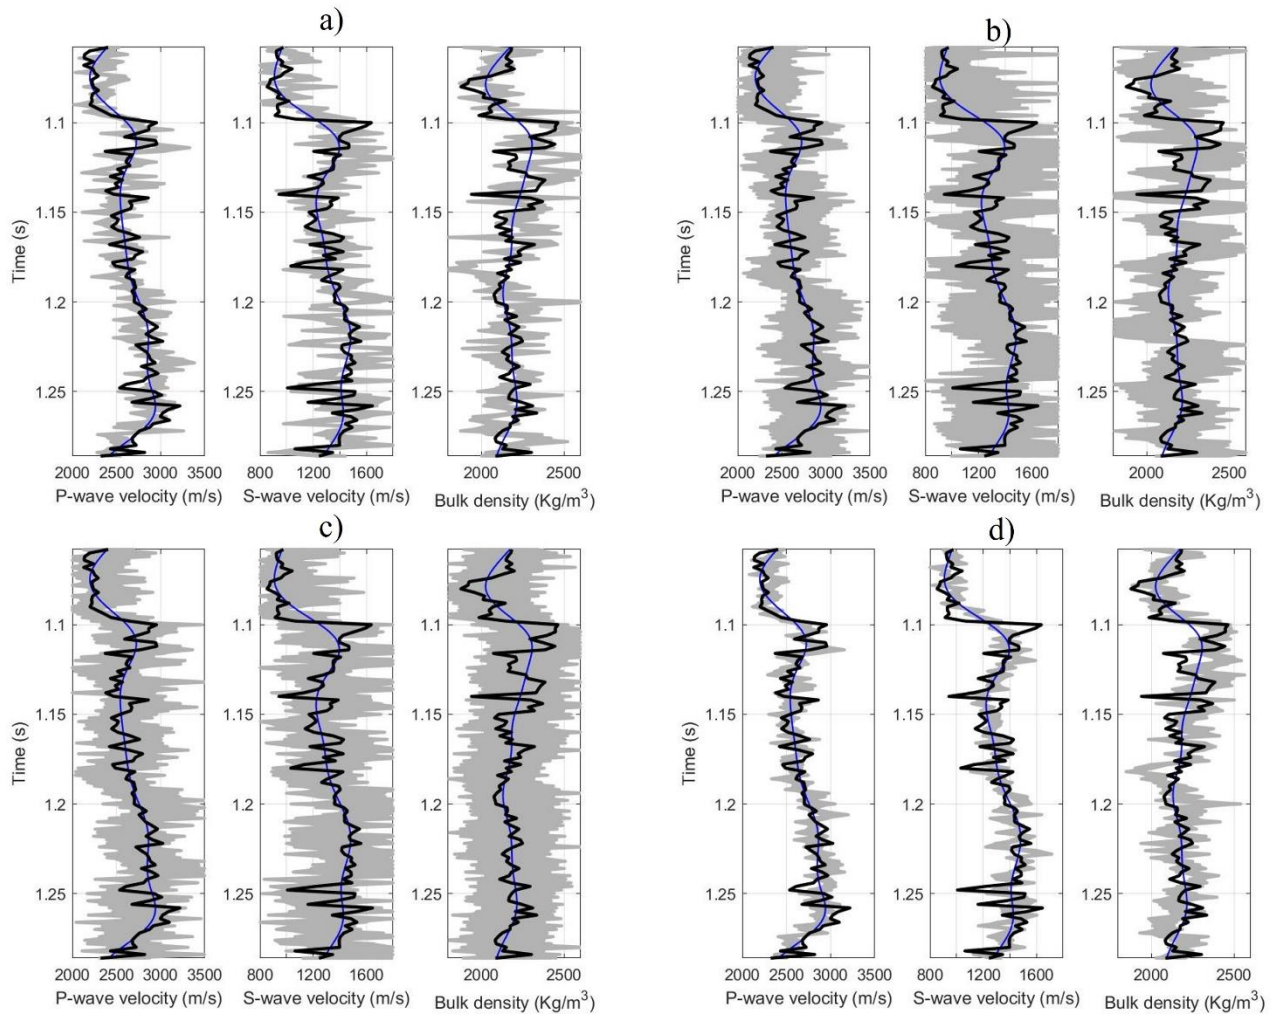 a)
b)
1.1
1.15
1.2
1.25
Time (s)
2000 2500 3000 3500
P-wave velocity (m/s)
800 1200 1600
S-wave velocity (m/s)
2000 2500
Bulk density (Kg/m³)
1.1
1.15
1.2
1.25
Time (s)
2000 2500 3000 3500
P-wave velocity (m/s)
800 1200 1600
S-wave velocity (m/s)
2000 2500
Bulk density (Kg/m³)
c)
d)
1.1
1.15
1.2
1.25
Time (s)
2000 2500 3000 3500
P-wave velocity (m/s)
800 1200 1600
S-wave velocity (m/s)
2000 2500
Bulk density (Kg/m³)
1.1
1.15
1.2
1.25
Time (s)
2000 2500 3000 3500
P-wave velocity (m/s)
800 1200 1600
S-wave velocity (m/s)
2000 2500
Bulk density (Kg/m³)